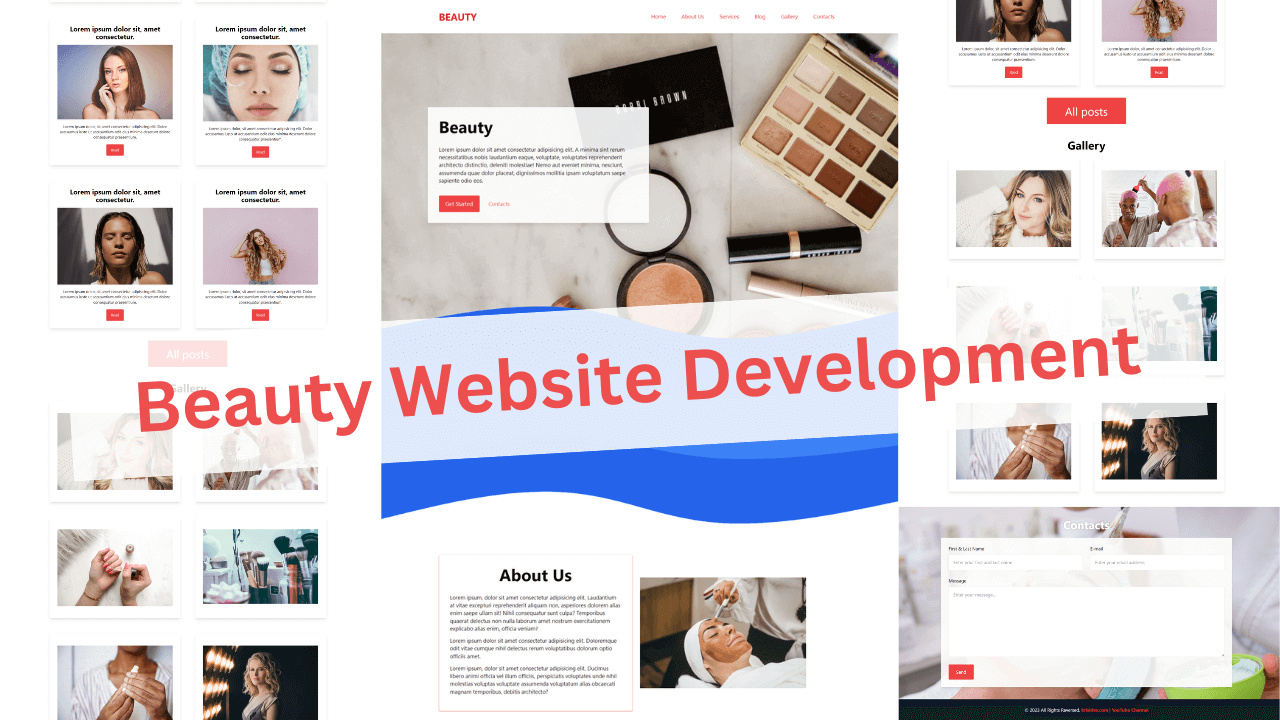 Lorem ipsum dolor sit, amet
consectetur.
Read
Lorem ipsum dolor sit, amet
consectetur.
Read
Lorem ipsum dolor sit, amet
consectetur.
Read
Lorem ipsum dolor sit, amet
consectetur.
Read
All posts
Gallery
BEAUTY
Home About Us Services Blog Gallery Contacts
BOBBI BROWN
Beauty
Lorem ipsum dolor sit amet consectetur adipisicing elit. A minima sint rerum
necessitatibus nobis laudantium eaque, voluptate, voluptates reprehenderit
architecto distinctio, deleniti molestiae! Nemo aut eveniet minima, nesciunt,
assumenda quae dolor placeat, dignissimos mollitia ipsam voluptatum saepe
sapiente odio eos.
Get Started Contacts
Beauty Website Development
About Us
Lorem ipsum dolor sit amet consectetur adipisicing elit. Laudantium
at vitae excepturi reprehenderit aliquam non, asperiores dolorem enim
enim saepe ullam sit! Nihil consequatur sunt culpa? Temporibus
quaerat delectus non nulla laborum amet nostrum exercitationem
explicabo alias enim, officia veniam?
Lorem ipsum dolor sit amet consectetur adipisicing elit. Doloremque
odit vitae cumque nihil delectus rerum voluptatibus dolorum optio
officiis amet.
Lorem ipsum dolor sit amet consectetur adipisicing elit. Ducimus
libero animi officia vel illum officiis, perspiciatis voluptates unde nihil
molestias voluptas voluptate assumenda voluptatum alias obcaecati
magnam temporibus, debitis architecto?
Read
Read
All posts
Gallery
Contacts
First & Last Name
Enter your first and last name
E-mail
Enter your email address
Message
Enter your message...
Send
© 2023 All Rights Reserved. | YouTube Channel